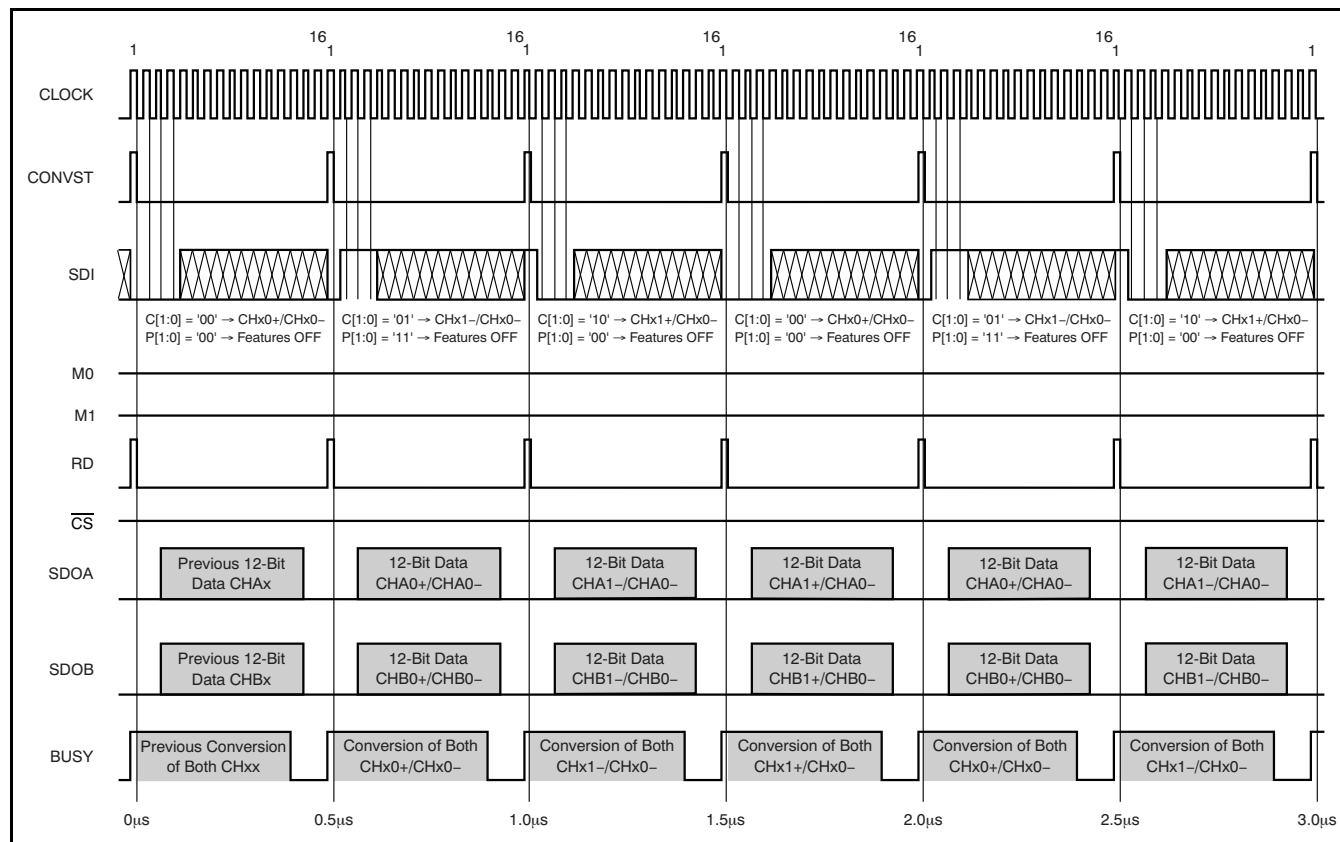 1 16 1 16 1 16 1 16 1 16 1 1
CLOCK
CONVST
SDI
C[1:0] = '00' → CHx0+/CHx0− C[1:0] = '01' → CHx1−/CHx0− C[1:0] = '10' → CHx1+/CHx0− C[1:0] = '00' → CHx0+/CHx0− C[1:0] = '01' → CHx1−/CHx0− C[1:0] = '10' → CHx1+/CHx0−
P[1:0] = '00' → Features OFF P[1:0] = '11' → Features OFF P[1:0] = '00' → Features OFF P[1:0] = '00' → Features OFF P[1:0] = '11' → Features OFF P[1:0] = '00' → Features OFF
M0
M1
RD
CS
SDOA
Previous 12-Bit 12-Bit Data 12-Bit Data 12-Bit Data 12-Bit Data 12-Bit Data
Data CHAx CHA0+/CHA0− CHA1−/CHA0− CHA1+/CHA0− CHA0+/CHA0− CHA1−/CHA0−
SDOB
Previous 12-Bit 12-Bit Data 12-Bit Data 12-Bit Data 12-Bit Data 12-Bit Data
Data CHBx CHB0+/CHB0− CHB1−/CHB0− CHB1+/CHB0− CHB0+/CHB0− CHB1−/CHB0−
BUSY
Previous Conversion Conversion of Both Conversion of Both Conversion of Both Conversion of Both Conversion of Both
of Both CHxx CHx0+/CHx0− CHx1−/CHx0− CHx1+/CHx0− CHx0+/CHx0− CHx1−/CHx0−
0μs 0.5μs 1.0μs 1.5μs 2.0μs 2.5μs 3.0μs